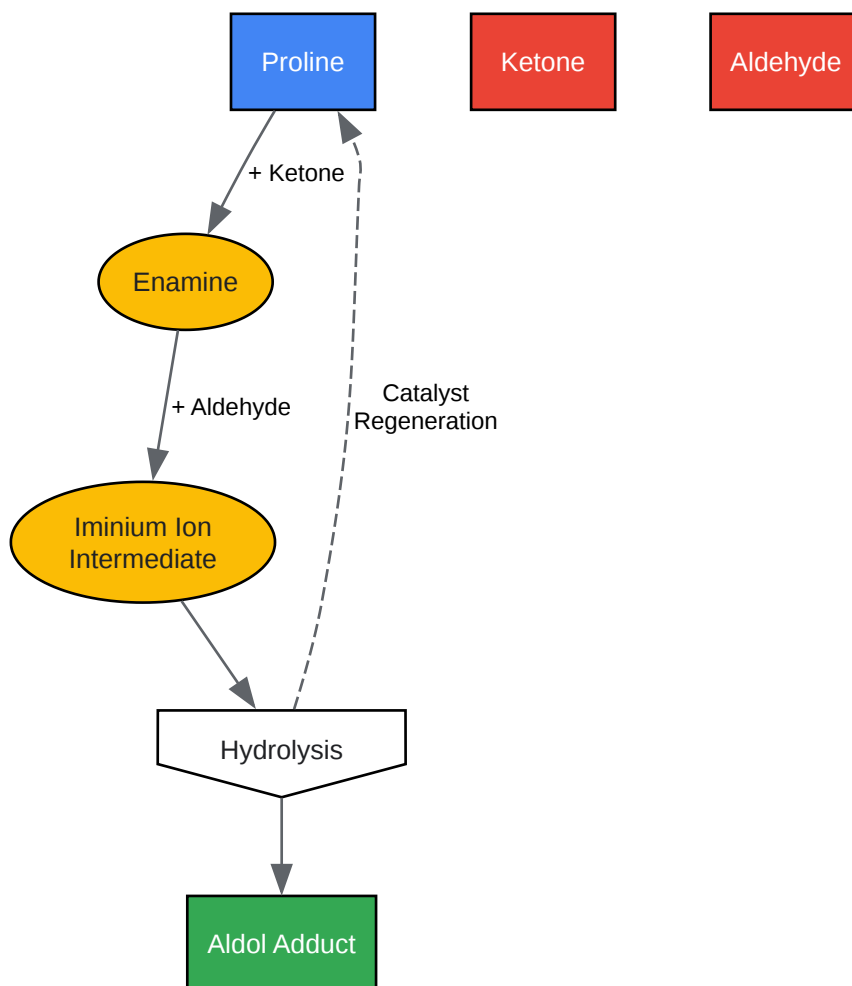 Proline
Ketone
Aldehyde
+ Ketone
Enamine
+ Aldehyde
Catalyst
Regeneration
Iminium Ion
Intermediate
Hydrolysis
Aldol Adduct